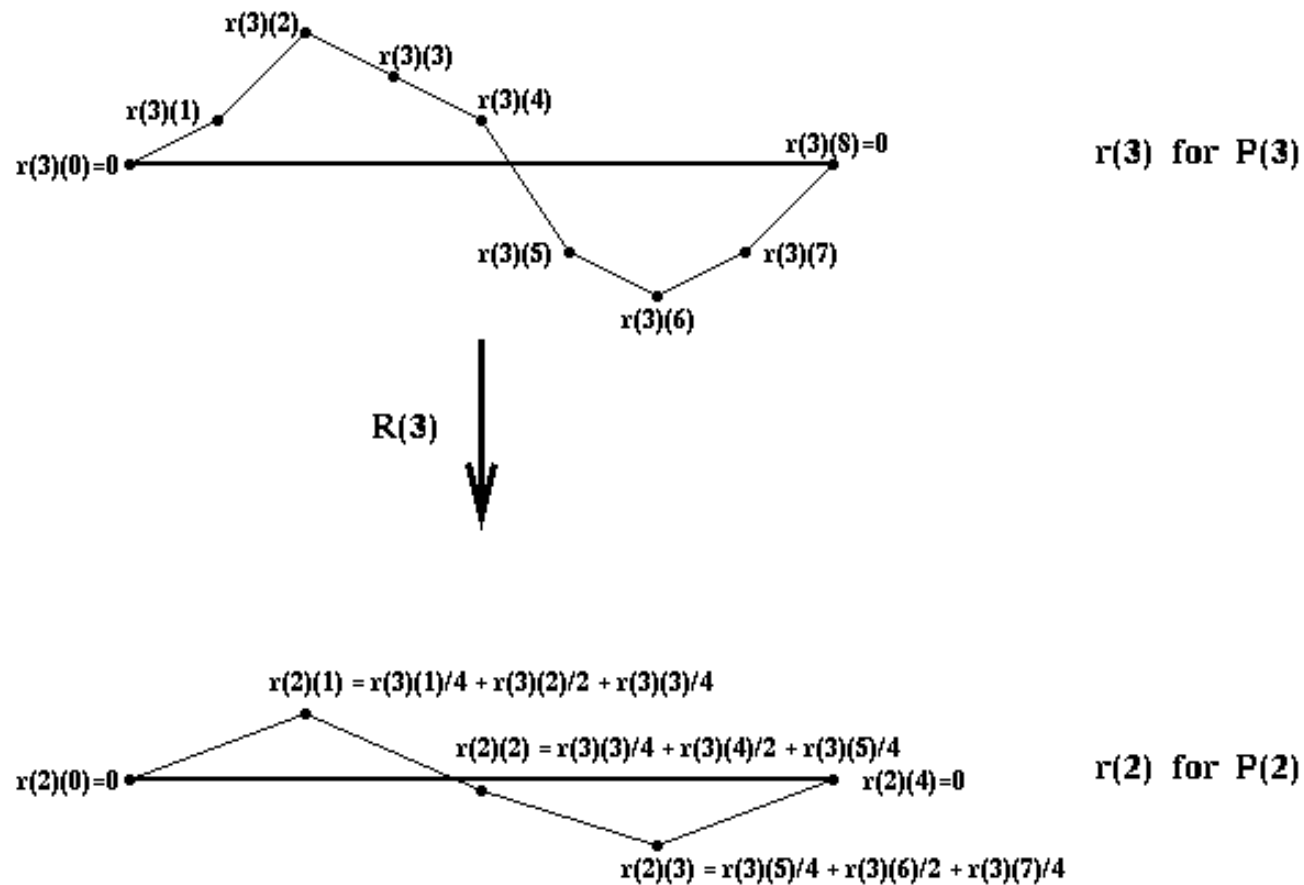 r(3)(2)
r(3)(3)
r(3)(1)
r(3)(4)
r(3)(0)=0
r(3)(8)=0
r(3) for P(3)
r(3)(5)
r(3)(7)
r(3)(6)
R(3)
r(2)(1) = r(3)(1)/4 + r(3)(2)/2 + r(3)(3)/4
r(2)(2) = r(3)(3)/4 + r(3)(4)/2 + r(3)(5)/4
r(2)(0)=0
r(2)(4)=0
r(2) for P(2)
r(2)(3) = r(3)(5)/4 + r(3)(6)/2 + r(3)(7)/4